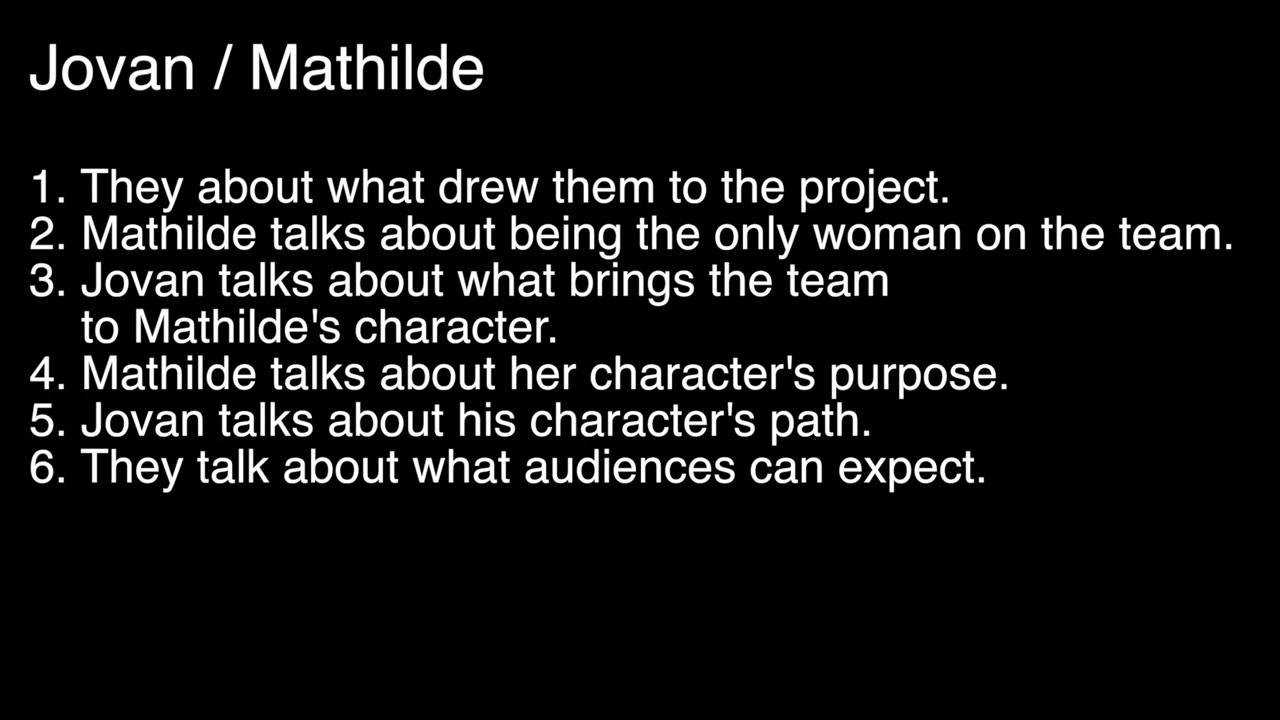 Jovan / Mathilde
1. They about what drew them to the project.
2. Mathilde talks about being the only woman on the team.
3. Jovan talks about what brings the team
to Mathilde's character.
4. Mathilde talks about her character's purpose.
5. Jovan talks about his character's path.
6. They talk about what audiences can expect.